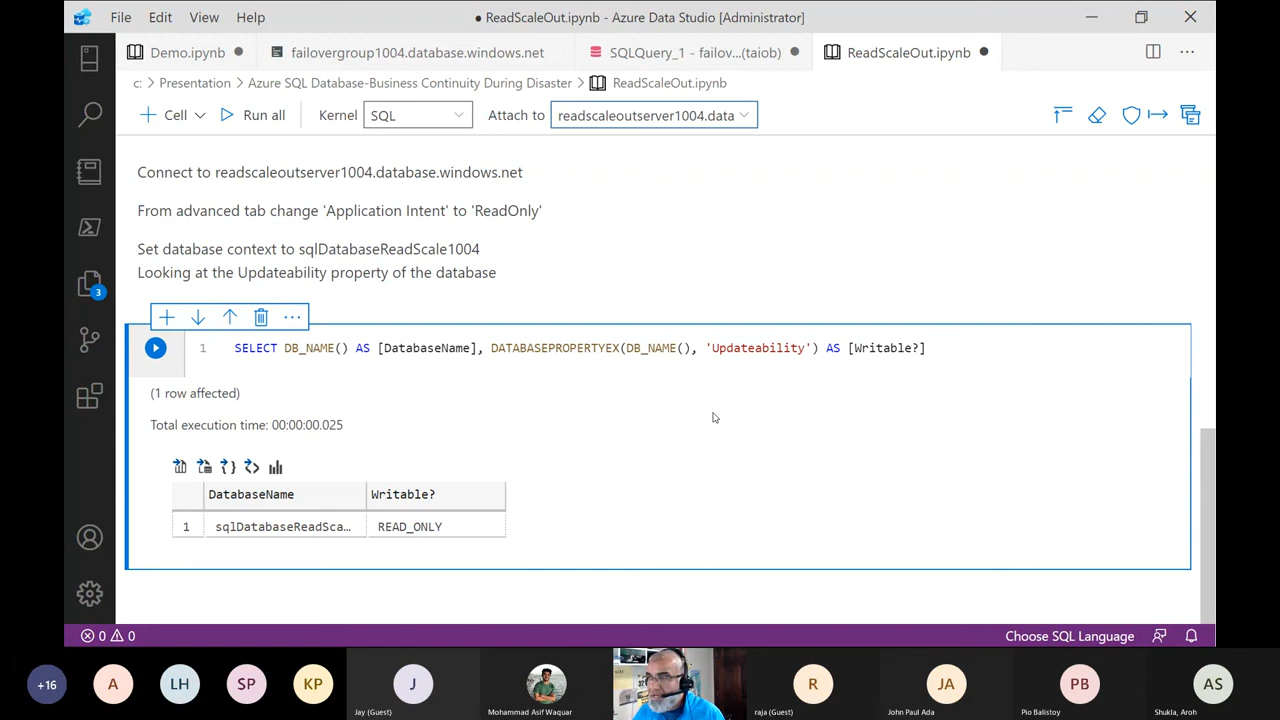 File Edit View Help ● ReadScaleOut.ipynb - Azure Data Studio [Administrator]
Demo.ipynb failovergroup1004.database.windows.net SQLQuery_1 - failov...(taiob) ReadScaleOut.ipynb
c: > Presentation > Azure SQL Database-Business Continuity During Disaster > ReadScaleOut.ipynb
Cell Run all Kernel SQL Attach to readscaleoutserver1004.data
Connect to readscaleoutserver1004.database.windows.net
From advanced tab change 'Application Intent' to 'ReadOnly'
Set database context to sqlDatabaseReadScale1004
Looking at the Updateability property of the database
3
1 SELECT DB_NAME() AS [DatabaseName], DATABASEPROPERTYEX(DB_NAME(), 'Updateability') AS [Writable?]
(1 row affected)
Total execution time: 00:00:00.025
DatabaseName Writable?
1 sqlDatabaseReadSca... READ_ONLY
0 0 Choose SQL Language
+16 A LH SP KP J R JA PB AS
Jay (Guest) Mohammad Asif Waquar raja (Guest) John Paul Ada Pio Balistoy Shukla, Aroh